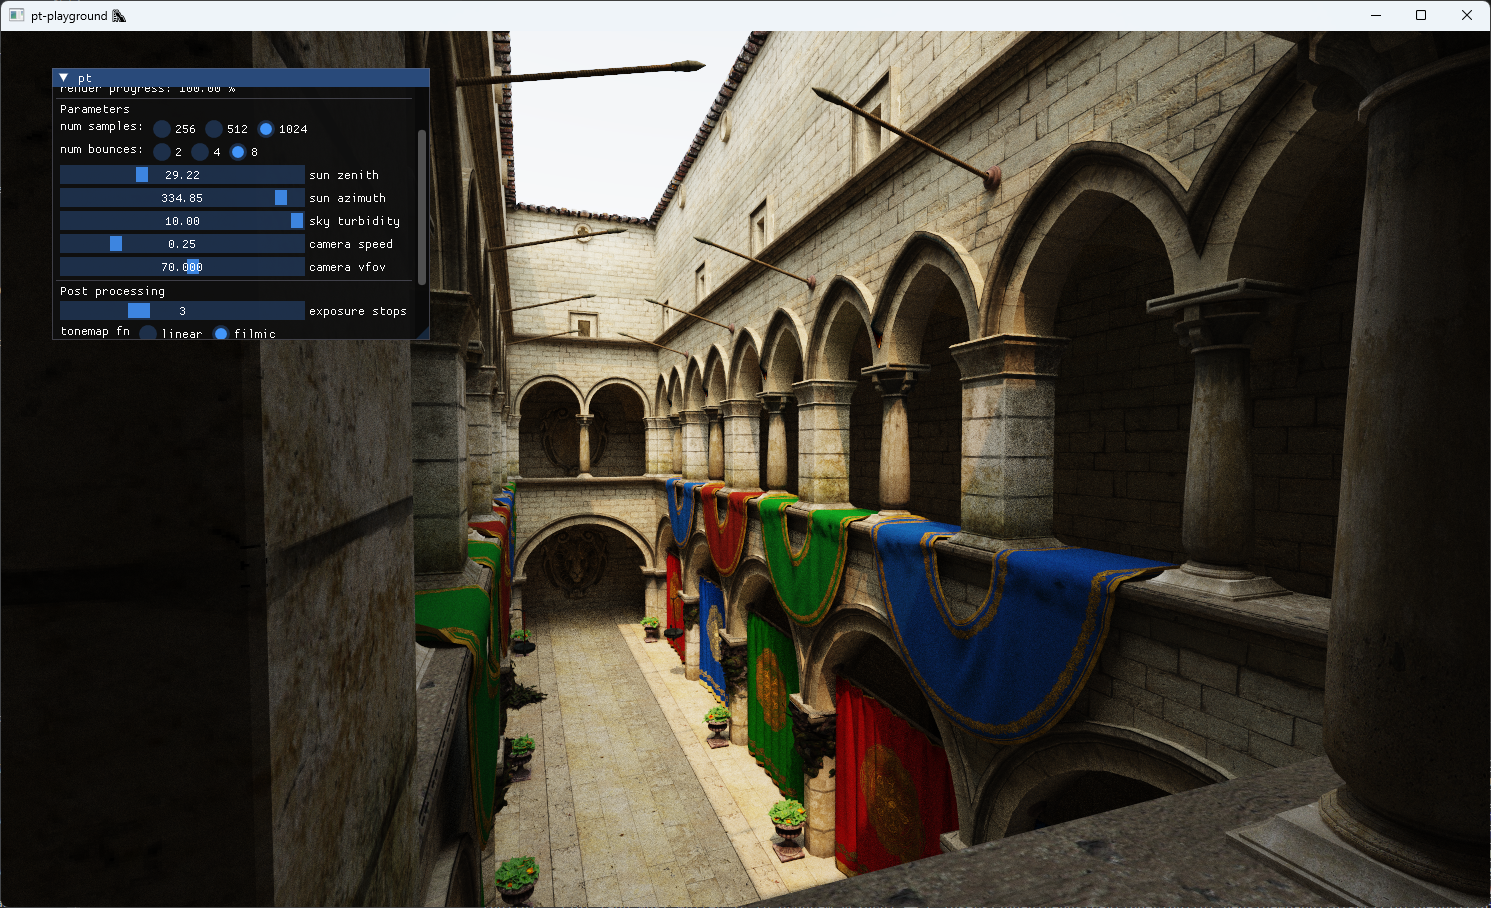 pt-playground
pt
render progress: 100.00 %
Parameters
num samples: 256 512 1024
num bounces: 2 4 8
29.22 sun zenith
334.85 sun azimuth
10.00 sky turbidity
0.25 camera speed
70.000 camera vfov
Post processing
3 exposure stops
tonemap fn linear filmic